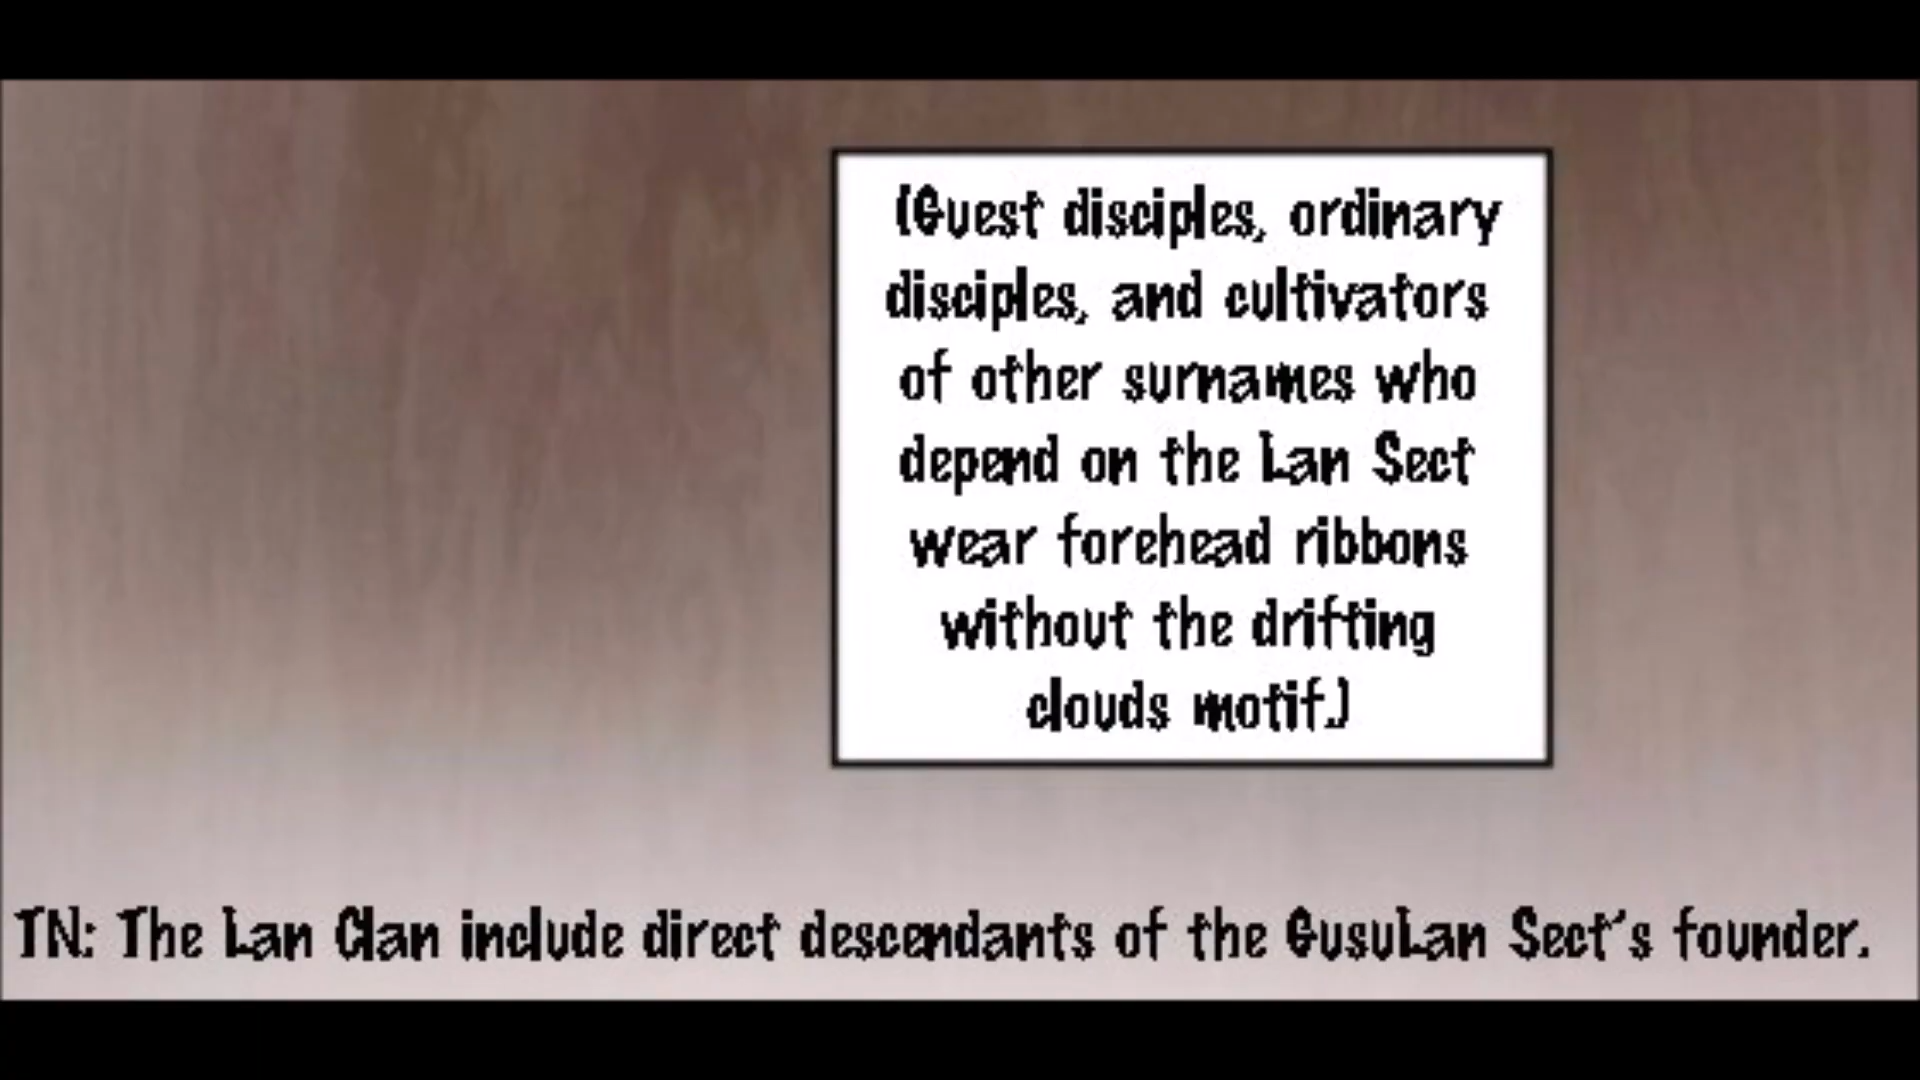 (Guest disciples, ordinary
disciples, and cultivators
of other surnames who
depend on the Lan Sect
wear forehead ribbons
without the drifting
clouds motif.)
TN: The Lan Clan include direct descendants of the GusuLan Sect's founder.